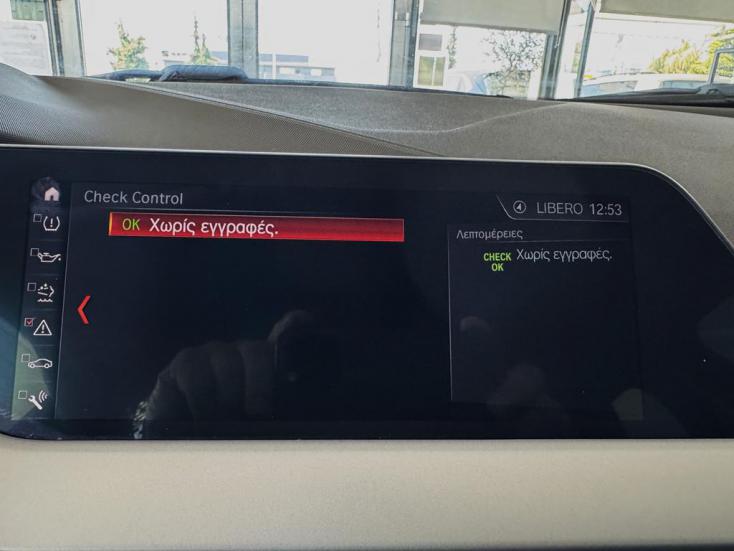 Check Control
LIBERO 12:53
OK Χωρίς εγγραφές.
Λεπτομέρειες
CHECK OK Χωρίς εγγραφές.